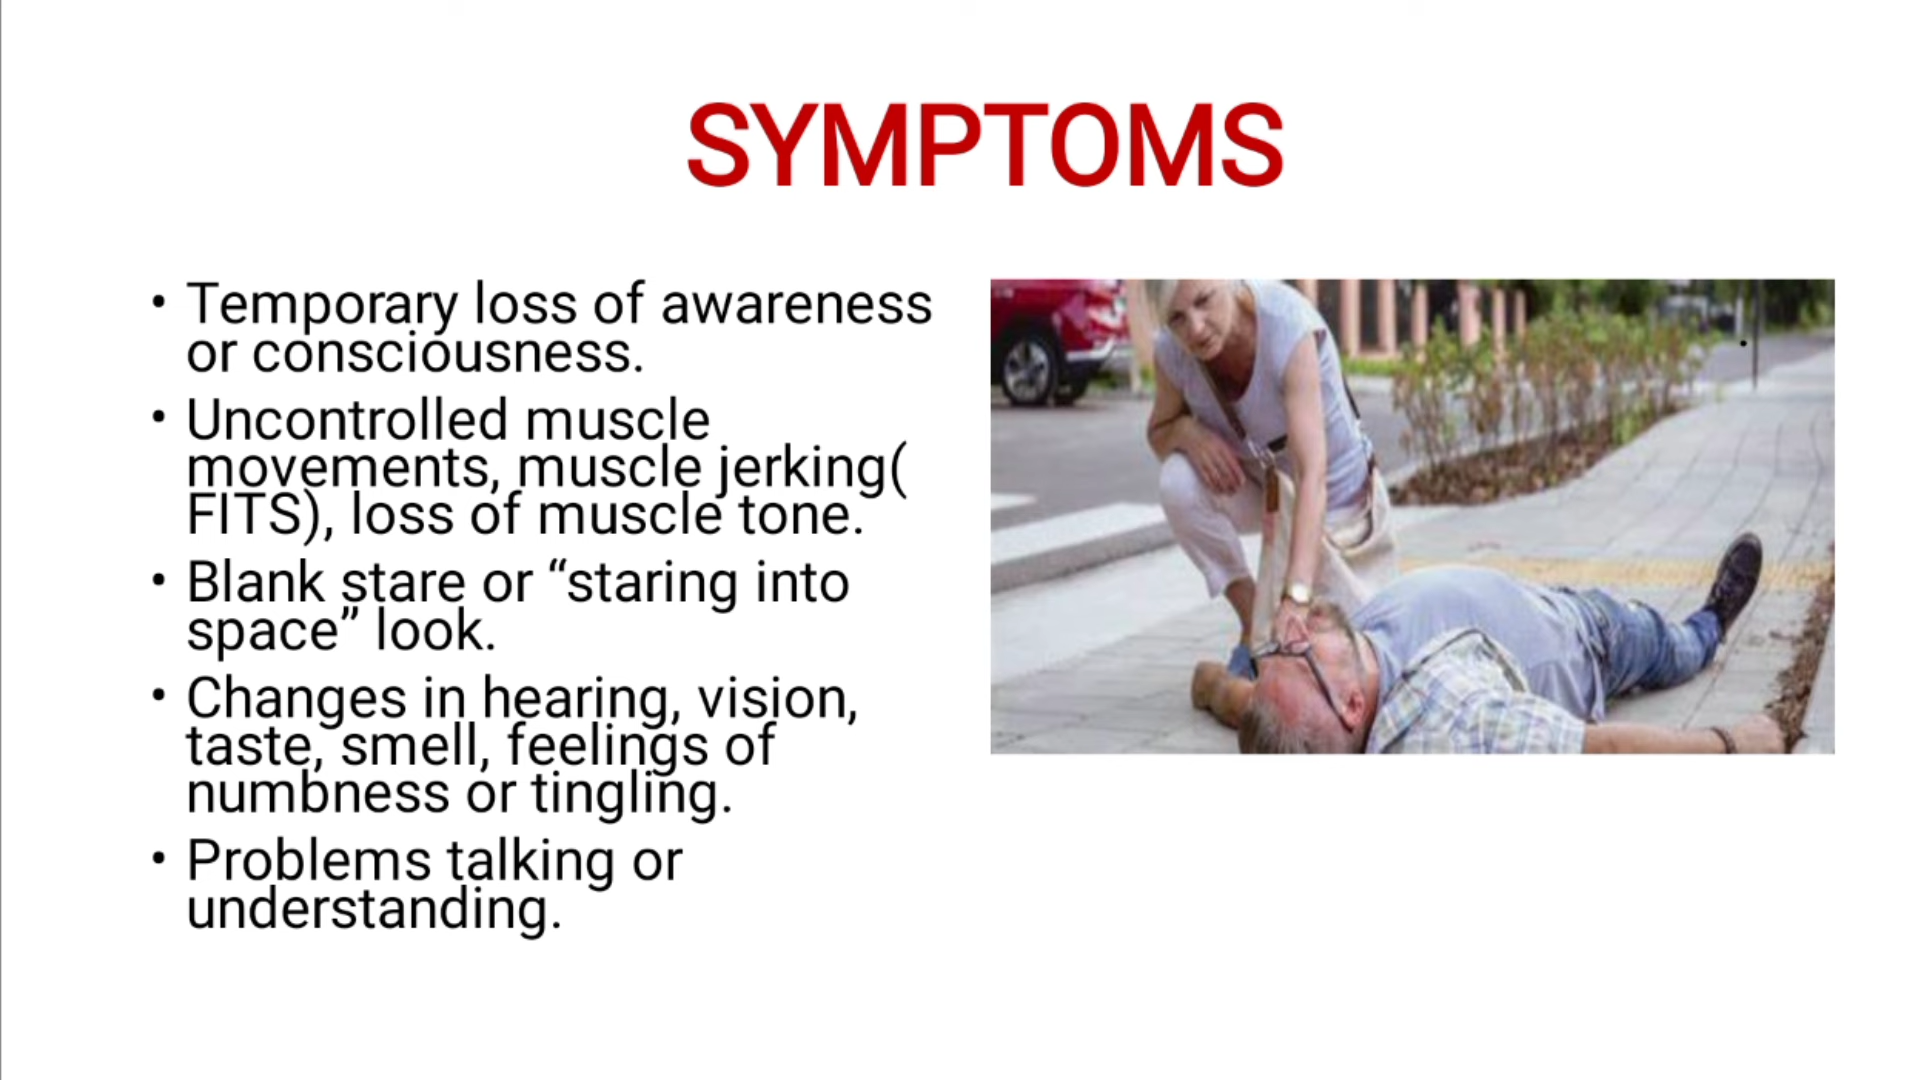 SYMPTOMS
• Temporary loss of awareness
or consciousness.
• Uncontrolled muscle
movements, muscle jerking(
FITS), loss of muscle tone.
• Blank stare or “staring into
space” look.
• Changes in hearing, vision,
taste, smell, feelings of
numbness or tingling.
• Problems talking or
understanding.